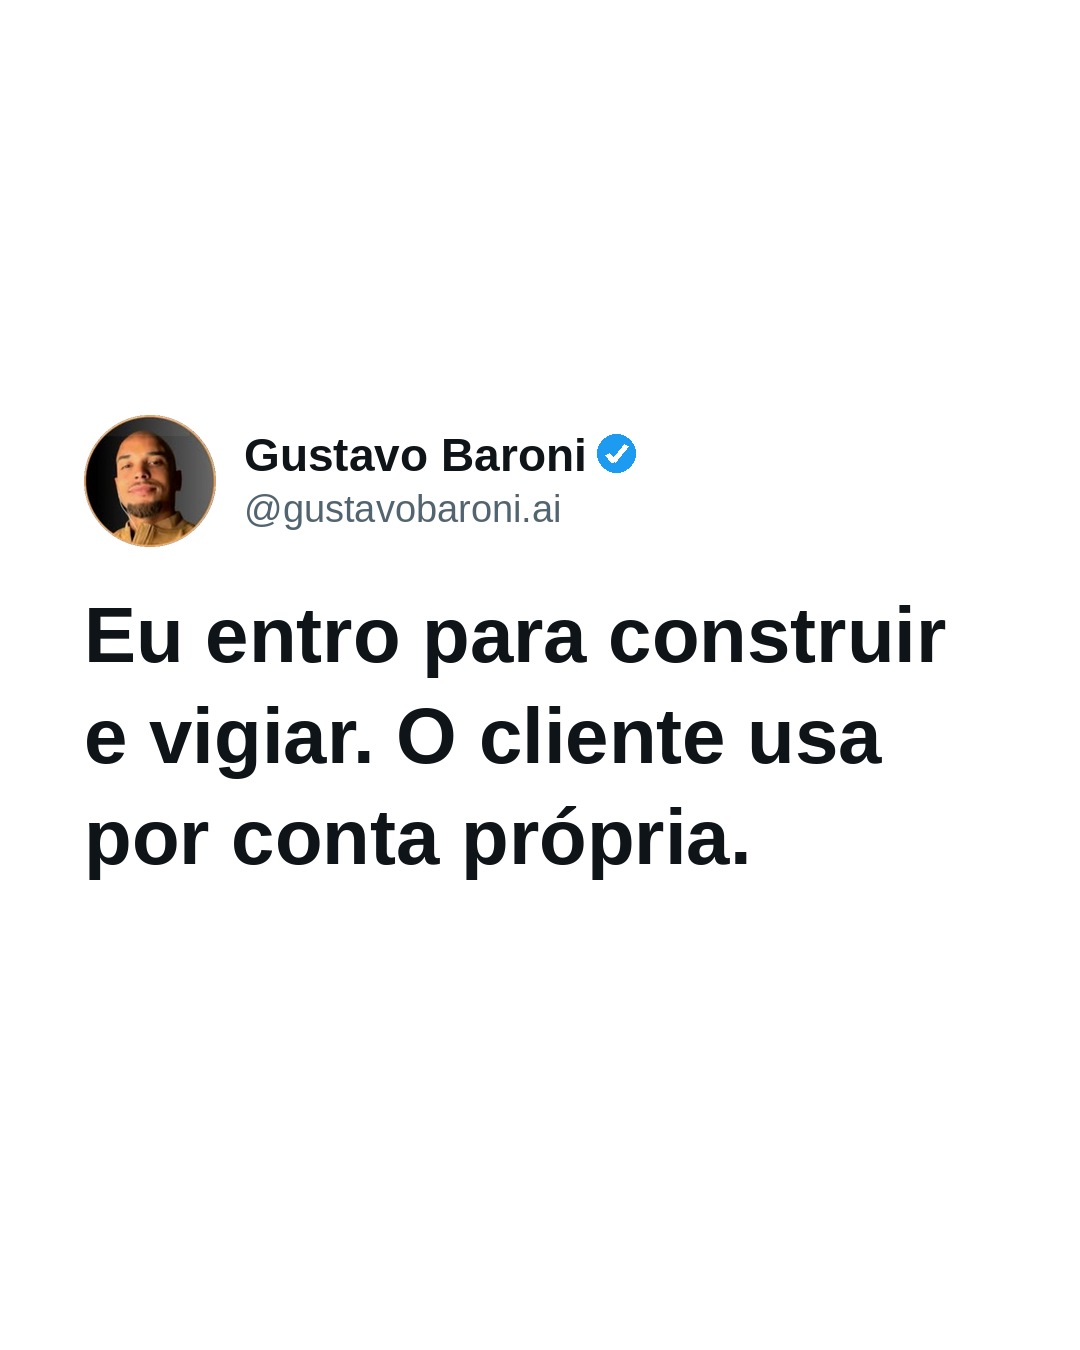 Gustavo Baroni
@gustavobaroni.ai
Eu entro para construir
e vigiar. O cliente usa
por conta própria.